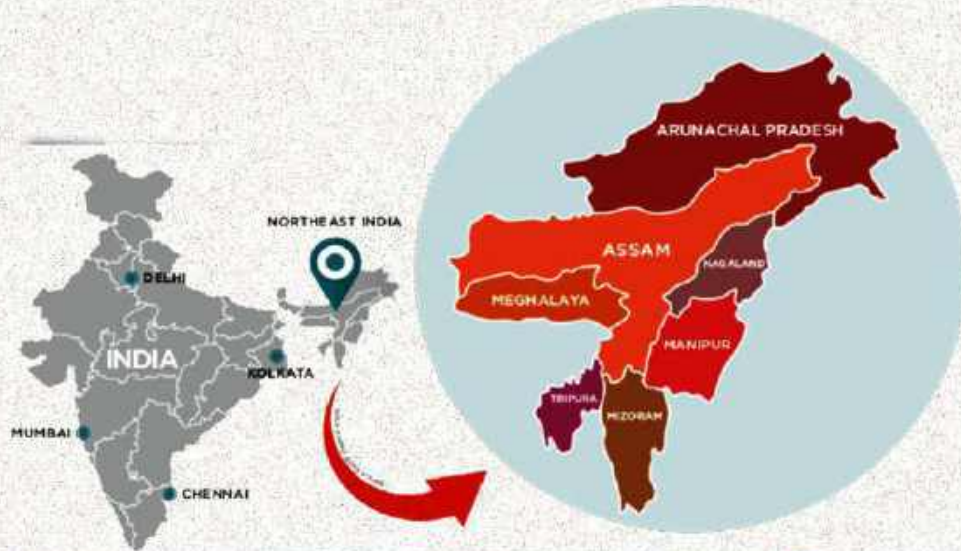 NORTHEAST INDIA
DELHI
INDIA
KOLKATA
MUMBAI
CHENNAI
ARUNACHAL PRADESH
ASSAM
NAGALAND
MEGHALAYA
MANIPUR
TRIPURA
MIZORAM